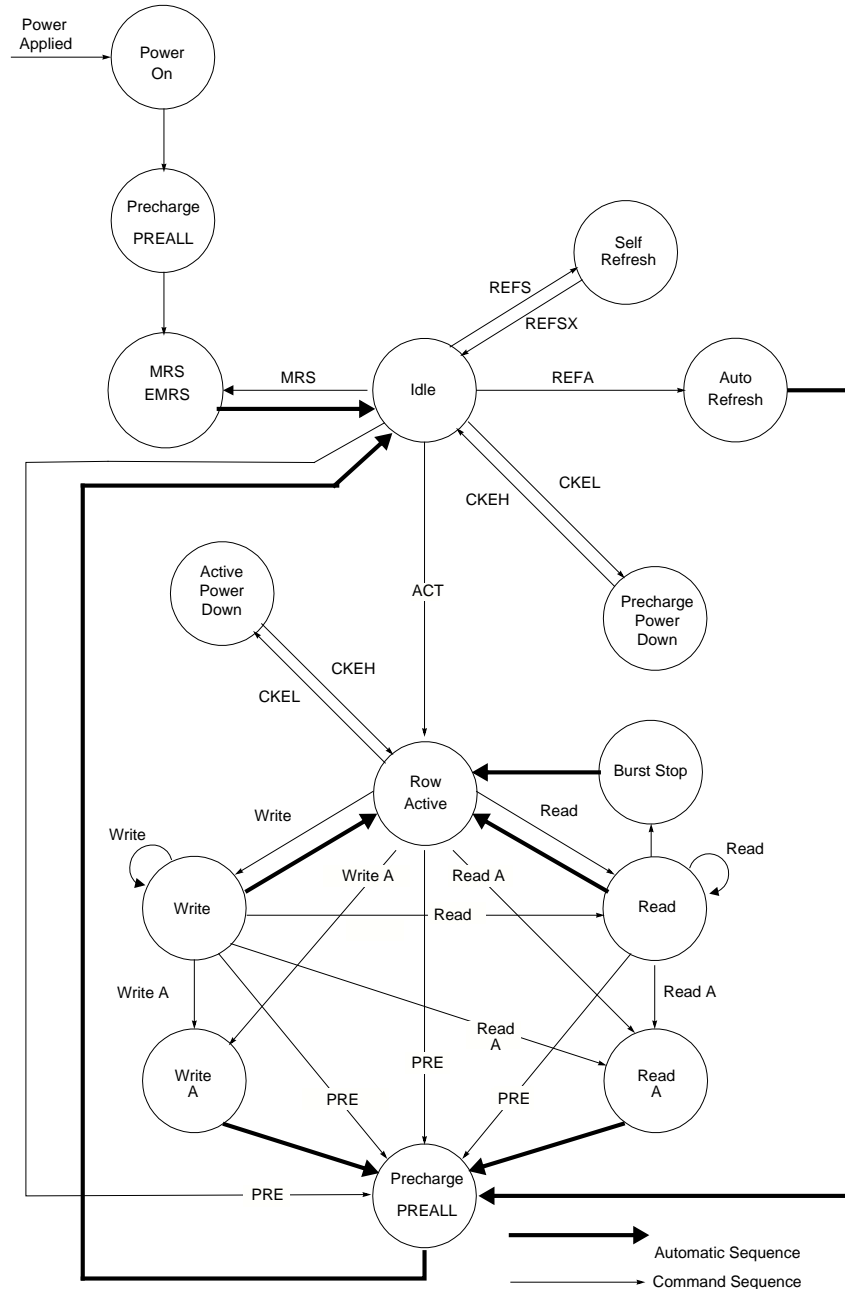 Power
Applied
Power
On
Precharge
PREALL
Self
Refresh
REFS
REFSX
MRS
EMRS
MRS
Idle
REFA
Auto
Refresh
CKEL
CKEH
Active
Power
Down
ACT
Precharge
Power
Down
CKEH
CKEL
Row
Active
Burst Stop
Write
Read
Write
Write A
Read A
Read
Write
Read
Read
Write A
Read A
Read
A
Write
A
PRE
Read
A
PRE
PRE
Precharge
PREALL
PRE
Automatic Sequence
Command Sequence